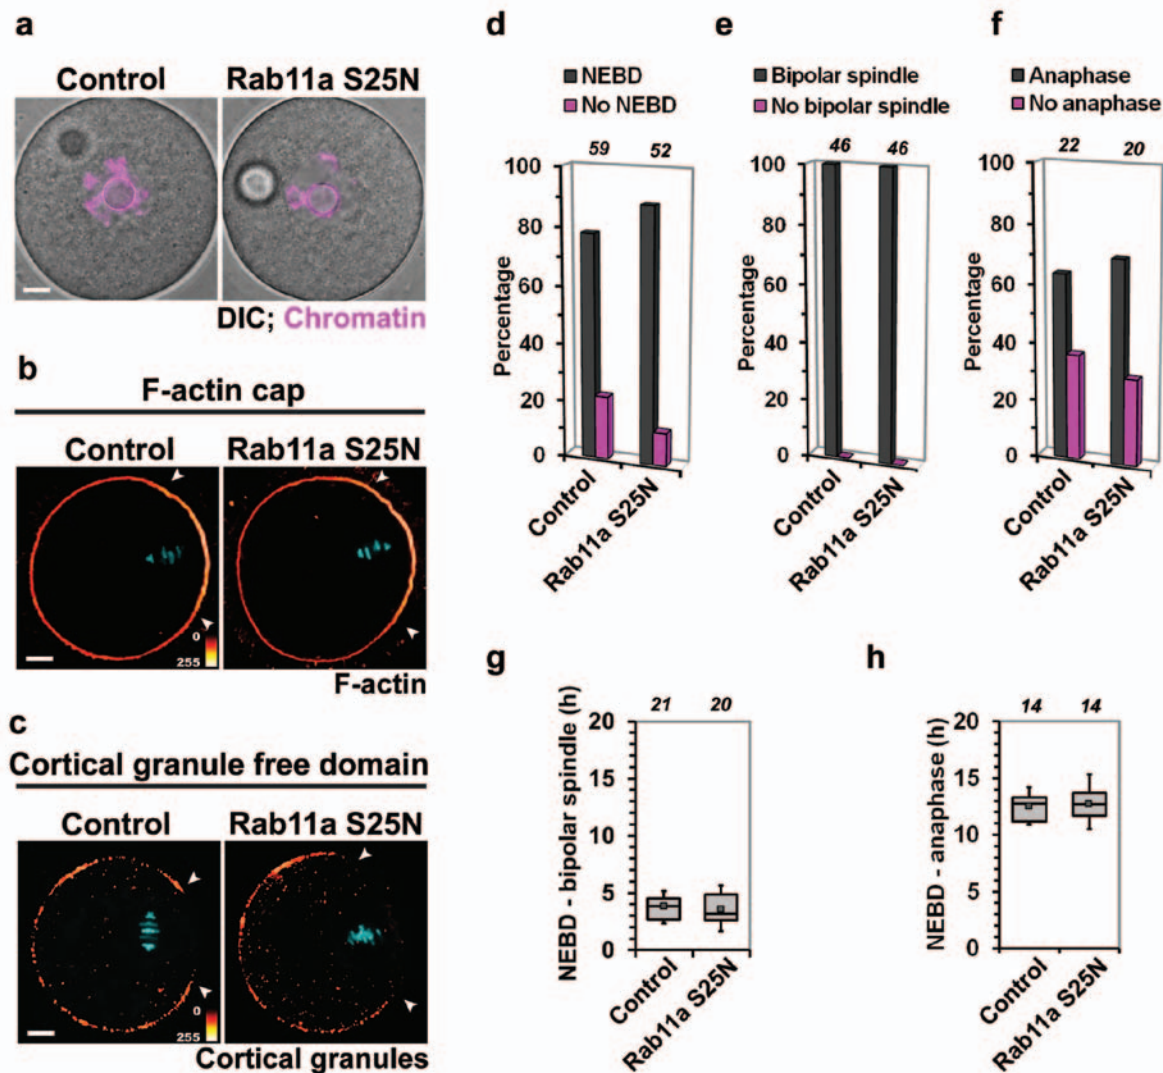 a
Control Rab11a S25N
DIC; Chromatin
b
F-actin cap
Control Rab11a S25N
0
255
F-actin
c
Cortical granule free domain
Control Rab11a S25N
0
255
Cortical granules
d
NEBD
No NEBD
59 52
100
80
60
40
20
0
Percentage
Control
Rab11a S25N
e
Bipolar spindle
No bipolar spindle
46 46
100
80
60
40
20
0
Percentage
Control
Rab11a S25N
f
Anaphase
No anaphase
22 20
100
80
60
40
20
0
Percentage
Control
Rab11a S25N
g
21 20
20
15
10
5
0
NEBD - bipolar spindle (h)
Control
Rab11a S25N
h
14 14
20
15
10
5
0
NEBD - anaphase (h)
Control
Rab11a S25N